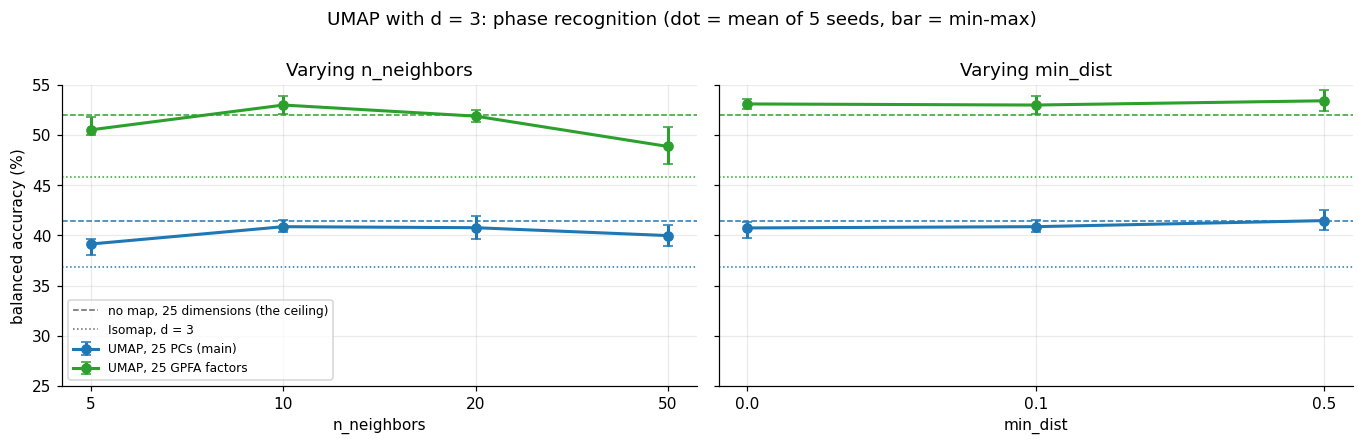 UMAP with d = 3: phase recognition (dot = mean of 5 seeds, bar = min-max)
Varying n_neighbors
Varying min_dist
balanced accuracy (%)
55
50
45
40
35
30
25
no map, 25 dimensions (the ceiling)
Isomap, d = 3
UMAP, 25 PCs (main)
UMAP, 25 GPFA factors
5 10 20 50
0.0 0.1 0.5
n_neighbors
min_dist